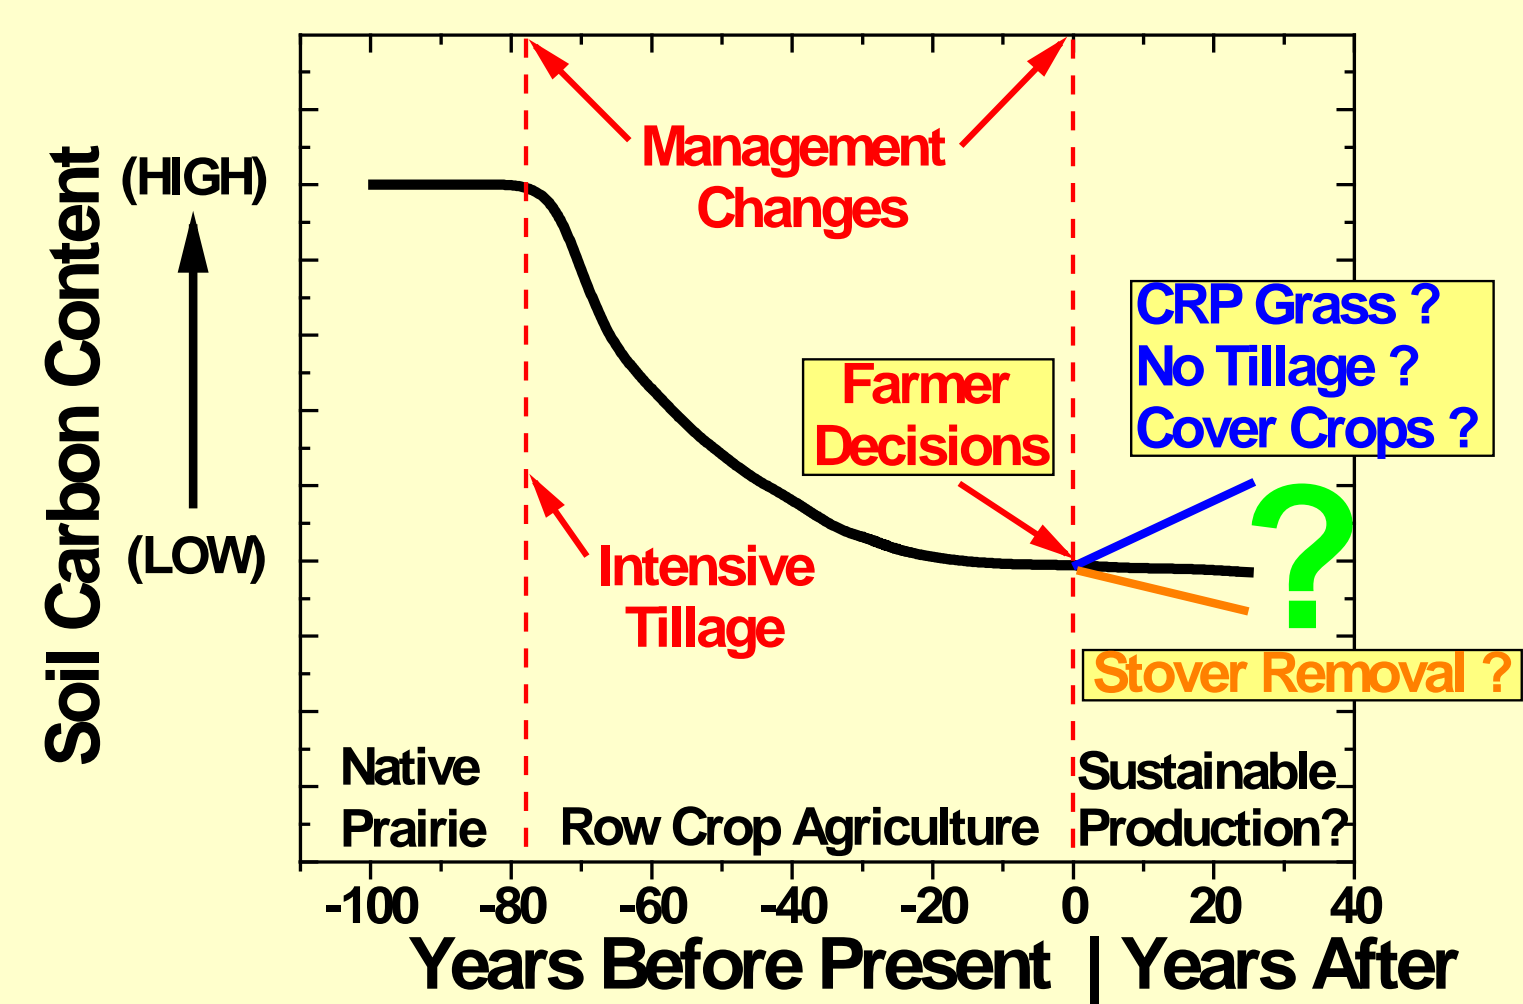 Soil Carbon Content
(HIGH)
(LOW)
Management
Changes
CRP Grass ?
No Tillage ?
Cover Crops ?
Farmer
Decisions
Intensive
Tillage
?
Stover Removal ?
Native
Prairie
Row Crop Agriculture
Sustainable
Production?
-100 -80 -60 -40 -20 0 20 40
Years Before Present | Years After